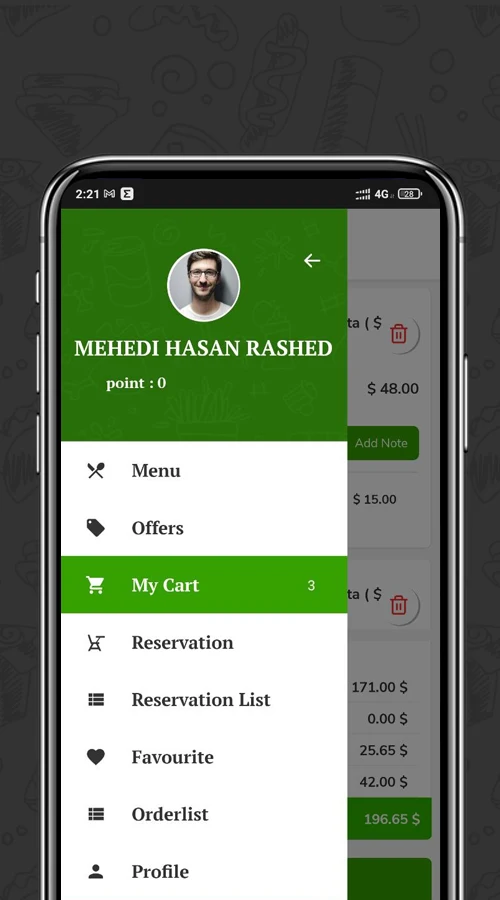 2:21 4G 28
MEHEDI HASAN RASHED
point : 0
Menu
Offers
My Cart 3
Reservation
Reservation List
Favourite
Orderlist
Profile
ta ( $
$ 48.00
Add Note
$ 15.00
ta ( $
171.00 $
0.00 $
25.65 $
42.00 $
196.65 $